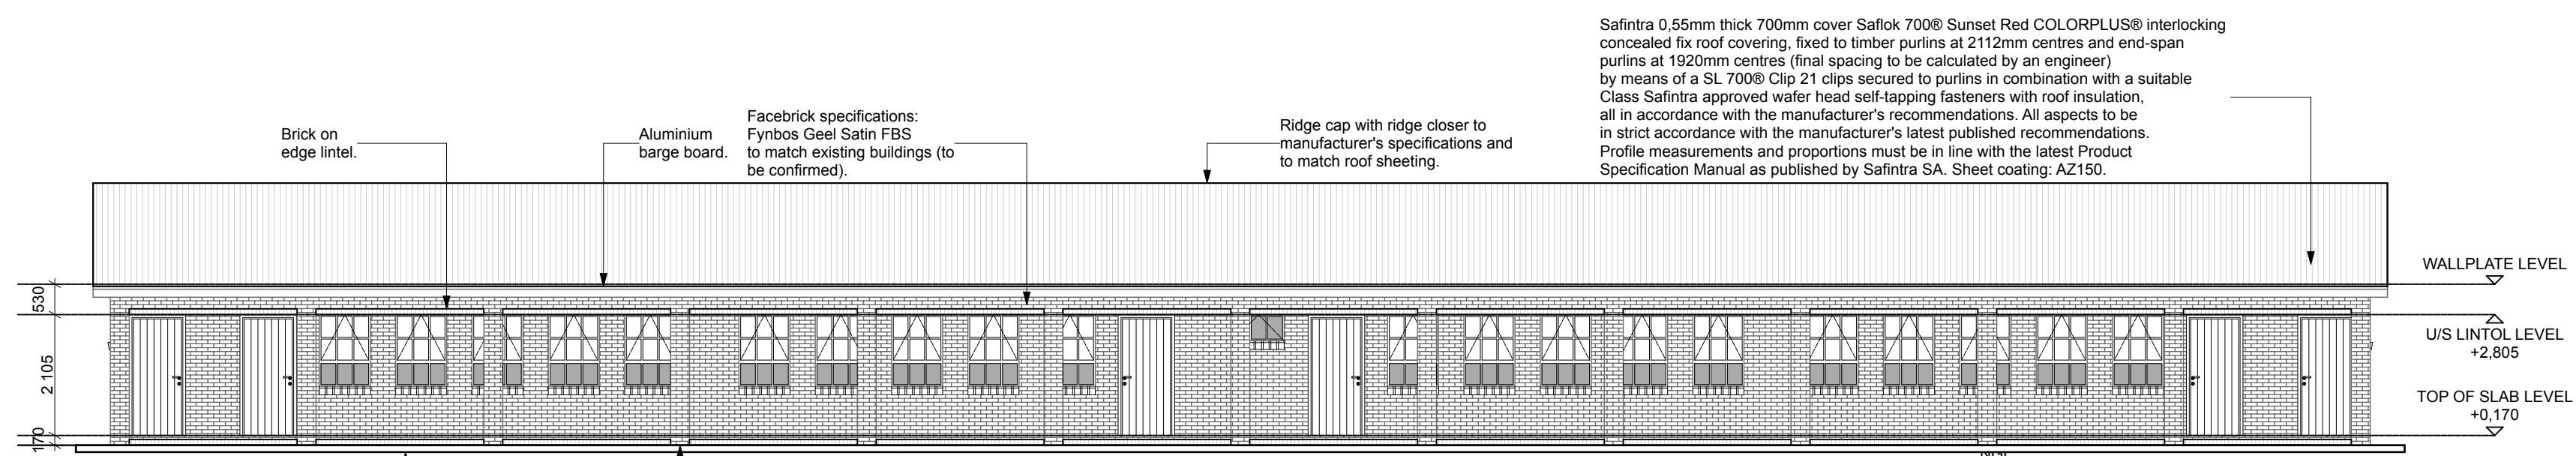 Safintra 0,55mm thick 700mm cover Saflok 700® Sunset Red COLORPLUS® interlocking
concealed fix roof covering, fixed to timber purlins at 2112mm centres and end-span
purlins at 1920mm centres (final spacing to be calculated by an engineer)
by means of a SL 700® Clip 21 clips secured to purlins in combination with a suitable
Class Safintra approved wafer head self-tapping fasteners with roof insulation,
all in accordance with the manufacturer's recommendations. All aspects to be
in strict accordance with the manufacturer's latest published recommendations.
Profile measurements and proportions must be in line with the latest Product
Specification Manual as published by Safintra SA. Sheet coating: AZ150.
Brick on
edge lintel.
Aluminium
barge board.
Facebrick specifications:
Fynbos Geel Satin FBS
to match existing buildings (to
be confirmed).
Ridge cap with ridge closer to
manufacturer's specifications and
to match roof sheeting.
530
2 105
170
WALLPLATE LEVEL
U/S LINTOL LEVEL
+2,805
TOP OF SLAB LEVEL
+0,170